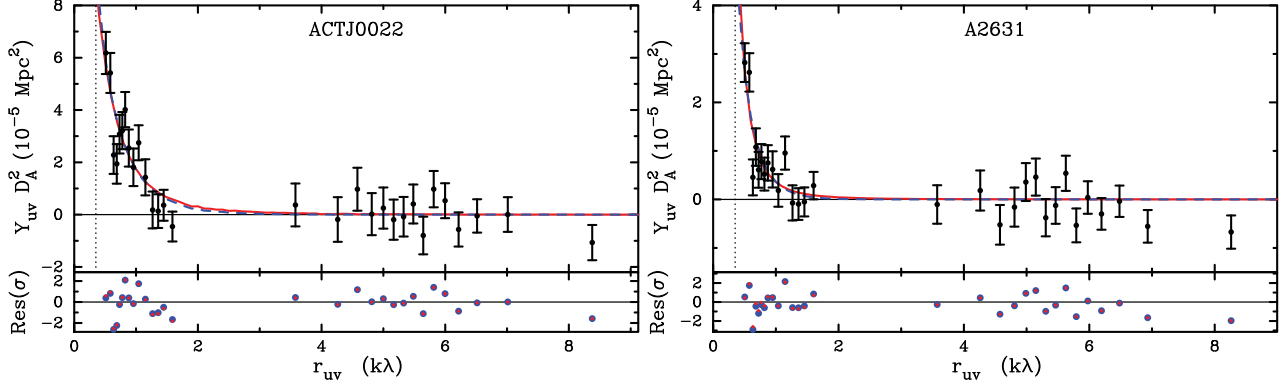 ACTJ0022
Y_uv D_A^2 (10^-5 Mpc^2)
8
6
4
2
0
−2
Res(σ)
2
0
−2
0 2 4 6 8
r_uv (kλ)
A2631
Y_uv D_A^2 (10^-5 Mpc^2)
4
2
0
Res(σ)
2
0
−2
0 2 4 6 8
r_uv (kλ)